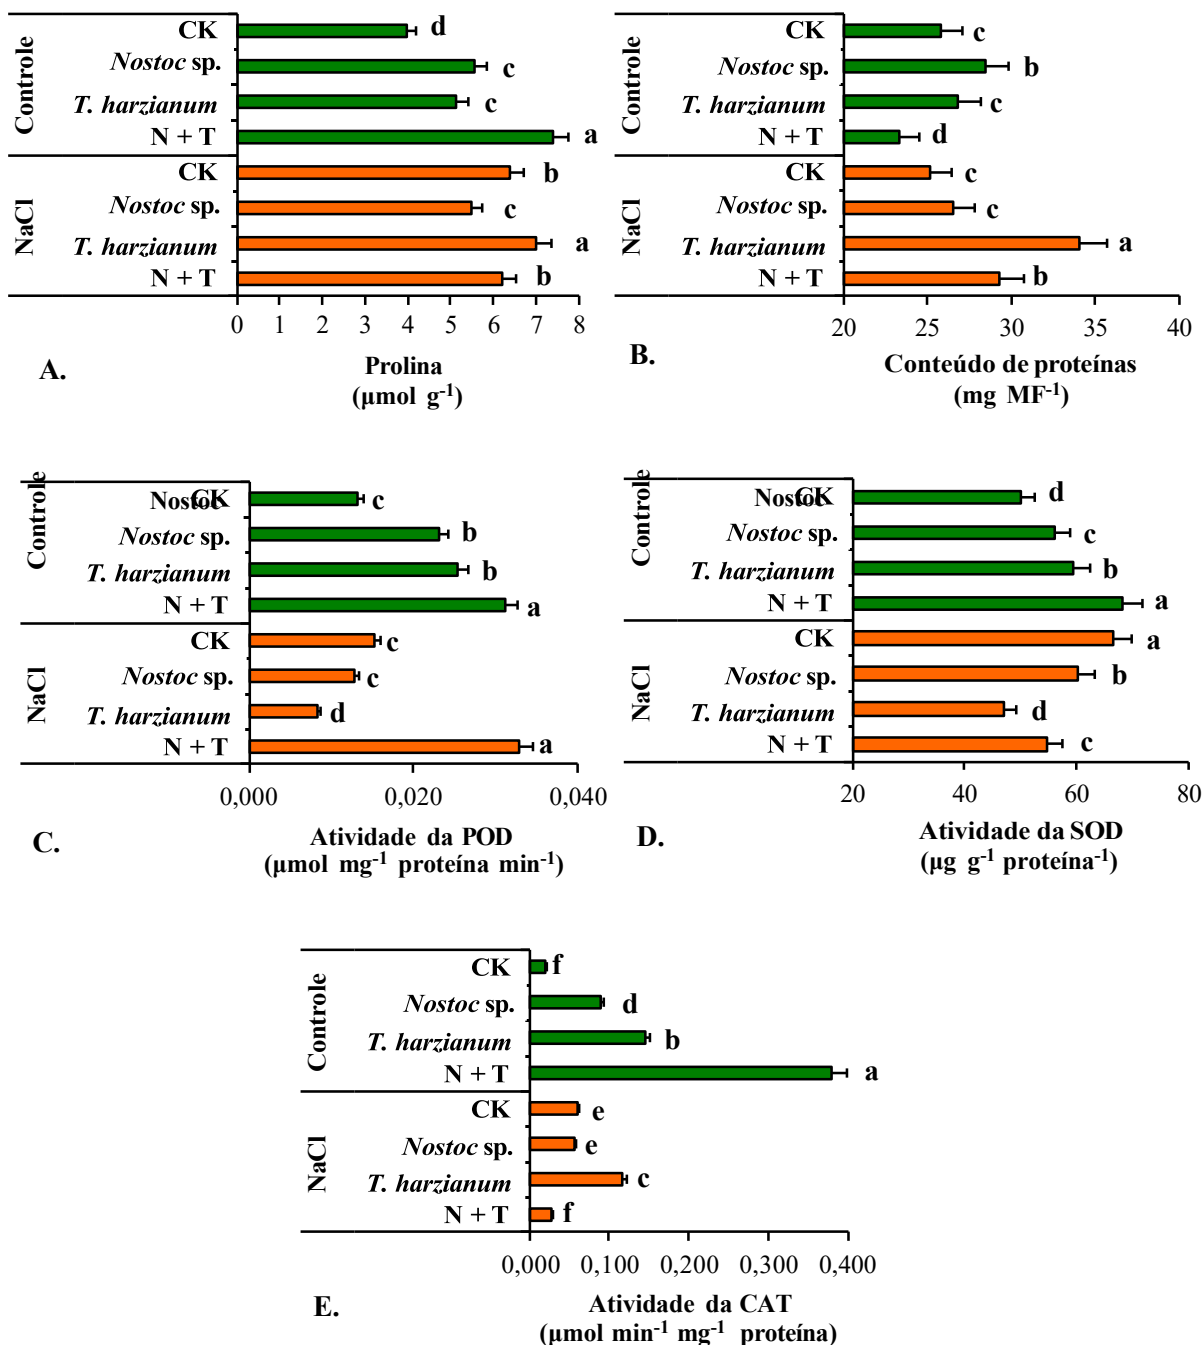 Controle
CK d
Nostoc sp. c
T. harzianum c
N + T a
NaCl
CK b
Nostoc sp. c
T. harzianum a
N + T b
0 1 2 3 4 5 6 7 8
A.
Prolina
(µmol g-1)
Controle
CK c
Nostoc sp. b
T. harzianum c
N + T d
NaCl
CK c
Nostoc sp. c
T. harzianum a
N + T b
20 25 30 35 40
B.
Conteúdo de proteínas
(mg MF-1)
Controle
Nostoc CK c
Nostoc sp. b
T. harzianum b
N + T a
NaCl
CK c
Nostoc sp. c
T. harzianum d
N + T a
0,000 0,020 0,040
C.
Atividade da POD
(µmol mg-1 proteína min-1)
Controle
Nostoc CK d
Nostoc sp. c
T. harzianum b
N + T a
NaCl
CK a
Nostoc sp. b
T. harzianum d
N + T c
20 40 60 80
D.
Atividade da SOD
(µg g-1 proteína-1)
Controle
CK f
Nostoc sp. d
T. harzianum b
N + T a
NaCl
CK e
Nostoc sp. e
T. harzianum c
N + T f
0,000 0,100 0,200 0,300 0,400
E.
Atividade da CAT
(µmol min-1 mg-1 proteína)